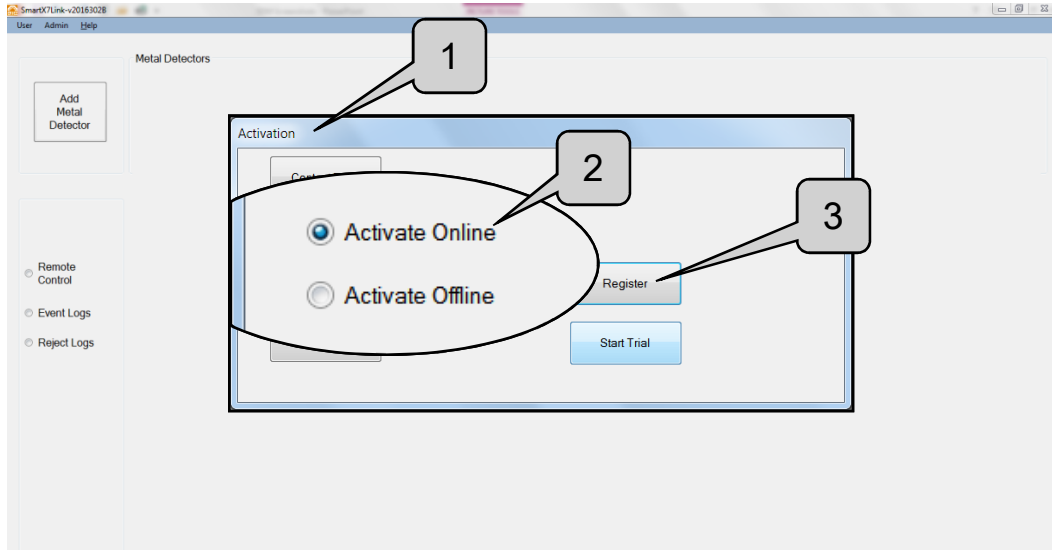 SmartX7Link-v2016302B
User Admin Help
Metal Detectors
Add
Metal
Detector
1
Activation
2
3
Activate Online
Activate Offline
Register
Start Trial
Remote
Control
Event Logs
Reject Logs